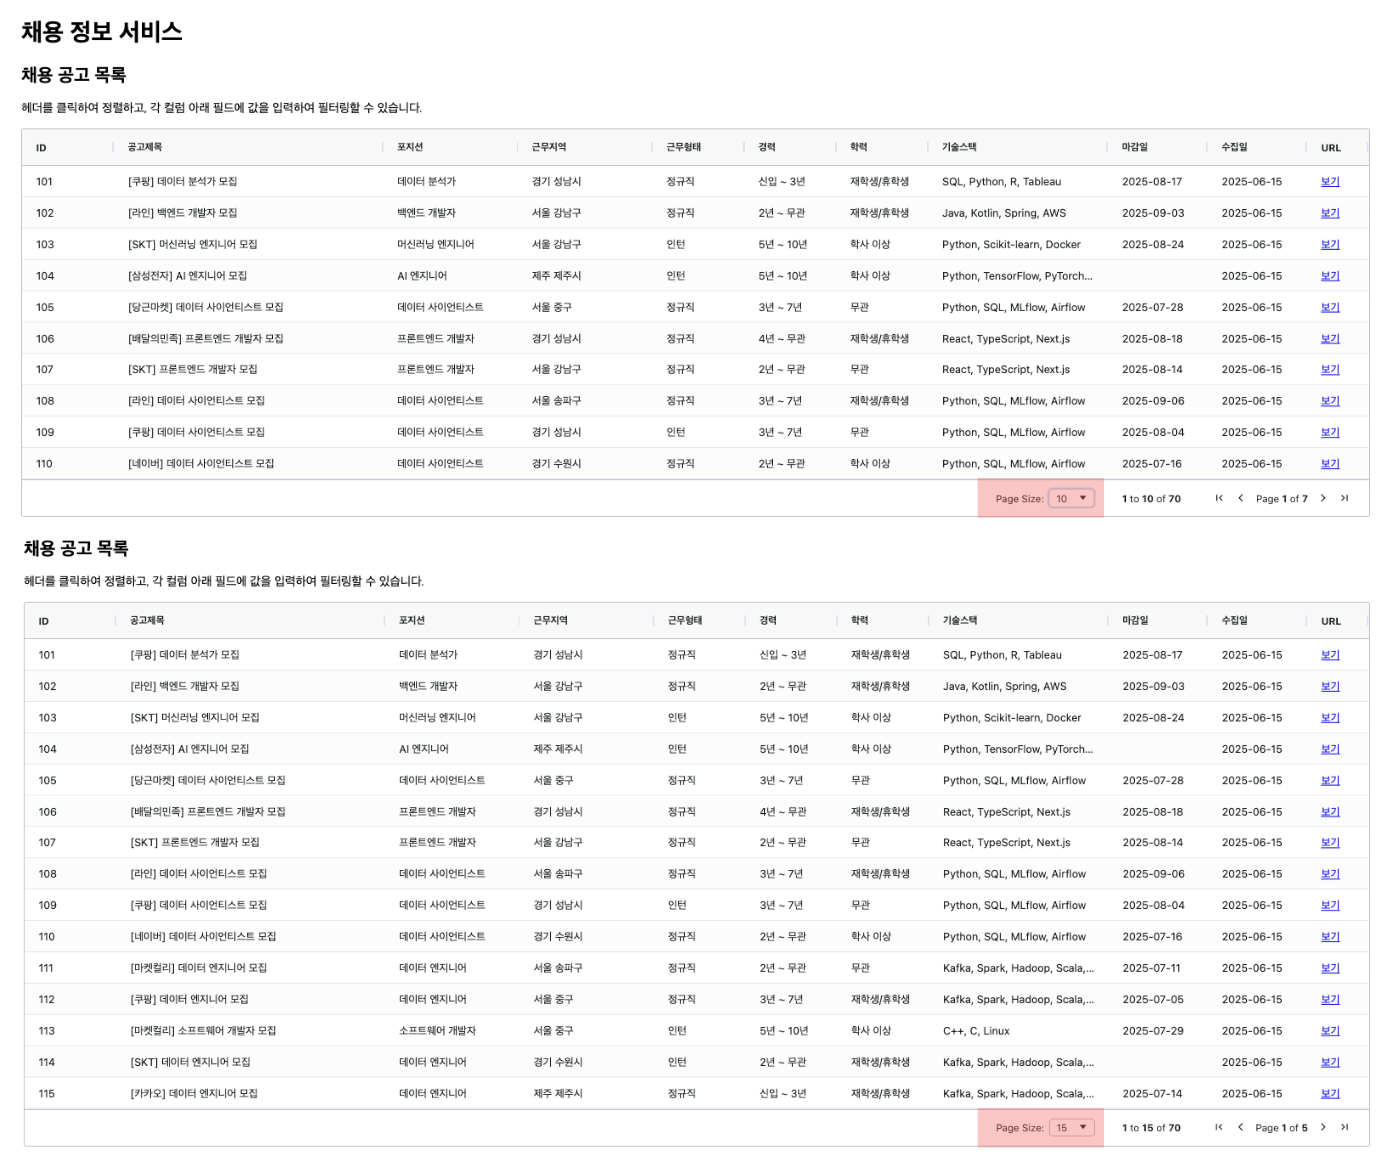 채용 정보 서비스
채용 공고 목록
헤더를 클릭하여 정렬하고, 각 컬럼 아래 필드에 값을 입력하여 필터링할 수 있습니다.
ID 공고제목 포지션 근무지역 근무형태 경력 학력 기술스택 마감일 수집일 URL
101 [쿠팡] 데이터 분석가 모집 데이터 분석가 경기 성남시 정규직 신입 ~ 3년 재학생/휴학생 SQL, Python, R, Tableau 2025-08-17 2025-06-15 보기
102 [라인] 백엔드 개발자 모집 백엔드 개발자 서울 강남구 정규직 2년 ~ 무관 재학생/휴학생 Java, Kotlin, Spring, AWS 2025-09-03 2025-06-15 보기
103 [SKT] 머신러닝 엔지니어 모집 머신러닝 엔지니어 서울 강남구 인턴 5년 ~ 10년 학사 이상 Python, Scikit-learn, Docker 2025-08-24 2025-06-15 보기
104 [삼성전자] AI 엔지니어 모집 AI 엔지니어 제주 제주시 인턴 5년 ~ 10년 학사 이상 Python, TensorFlow, PyTorch... 2025-06-15 보기
105 [당근마켓] 데이터 사이언티스트 모집 데이터 사이언티스트 서울 중구 정규직 3년 ~ 7년 무관 Python, SQL, MLflow, Airflow 2025-07-28 2025-06-15 보기
106 [배달의민족] 프론트엔드 개발자 모집 프론트엔드 개발자 경기 성남시 정규직 4년 ~ 무관 재학생/휴학생 React, TypeScript, Next.js 2025-08-18 2025-06-15 보기
107 [SKT] 프론트엔드 개발자 모집 프론트엔드 개발자 서울 강남구 정규직 2년 ~ 무관 무관 React, TypeScript, Next.js 2025-08-14 2025-06-15 보기
108 [라인] 데이터 사이언티스트 모집 데이터 사이언티스트 서울 송파구 정규직 3년 ~ 7년 재학생/휴학생 Python, SQL, MLflow, Airflow 2025-09-06 2025-06-15 보기
109 [쿠팡] 데이터 사이언티스트 모집 데이터 사이언티스트 경기 성남시 인턴 3년 ~ 7년 무관 Python, SQL, MLflow, Airflow 2025-08-04 2025-06-15 보기
110 [네이버] 데이터 사이언티스트 모집 데이터 사이언티스트 경기 수원시 정규직 2년 ~ 무관 학사 이상 Python, SQL, MLflow, Airflow 2025-07-16 2025-06-15 보기
Page Size: 10 1 to 10 of 70 Page 1 of 7
채용 공고 목록
헤더를 클릭하여 정렬하고, 각 컬럼 아래 필드에 값을 입력하여 필터링할 수 있습니다.
ID 공고제목 포지션 근무지역 근무형태 경력 학력 기술스택 마감일 수집일 URL
101 [쿠팡] 데이터 분석가 모집 데이터 분석가 경기 성남시 정규직 신입 ~ 3년 재학생/휴학생 SQL, Python, R, Tableau 2025-08-17 2025-06-15 보기
102 [라인] 백엔드 개발자 모집 백엔드 개발자 서울 강남구 정규직 2년 ~ 무관 재학생/휴학생 Java, Kotlin, Spring, AWS 2025-09-03 2025-06-15 보기
103 [SKT] 머신러닝 엔지니어 모집 머신러닝 엔지니어 서울 강남구 인턴 5년 ~ 10년 학사 이상 Python, Scikit-learn, Docker 2025-08-24 2025-06-15 보기
104 [삼성전자] AI 엔지니어 모집 AI 엔지니어 제주 제주시 인턴 5년 ~ 10년 학사 이상 Python, TensorFlow, PyTorch... 2025-06-15 보기
105 [당근마켓] 데이터 사이언티스트 모집 데이터 사이언티스트 서울 중구 정규직 3년 ~ 7년 무관 Python, SQL, MLflow, Airflow 2025-07-28 2025-06-15 보기
106 [배달의민족] 프론트엔드 개발자 모집 프론트엔드 개발자 경기 성남시 정규직 4년 ~ 무관 재학생/휴학생 React, TypeScript, Next.js 2025-08-18 2025-06-15 보기
107 [SKT] 프론트엔드 개발자 모집 프론트엔드 개발자 서울 강남구 정규직 2년 ~ 무관 무관 React, TypeScript, Next.js 2025-08-14 2025-06-15 보기
108 [라인] 데이터 사이언티스트 모집 데이터 사이언티스트 서울 송파구 정규직 3년 ~ 7년 재학생/휴학생 Python, SQL, MLflow, Airflow 2025-09-06 2025-06-15 보기
109 [쿠팡] 데이터 사이언티스트 모집 데이터 사이언티스트 경기 성남시 인턴 3년 ~ 7년 무관 Python, SQL, MLflow, Airflow 2025-08-04 2025-06-15 보기
110 [네이버] 데이터 사이언티스트 모집 데이터 사이언티스트 경기 수원시 정규직 2년 ~ 무관 학사 이상 Python, SQL, MLflow, Airflow 2025-07-16 2025-06-15 보기
111 [마켓컬리] 데이터 엔지니어 모집 데이터 엔지니어 서울 송파구 정규직 2년 ~ 무관 무관 Kafka, Spark, Hadoop, Scala,... 2025-07-11 2025-06-15 보기
112 [쿠팡] 데이터 엔지니어 모집 데이터 엔지니어 서울 중구 정규직 3년 ~ 7년 재학생/휴학생 Kafka, Spark, Hadoop, Scala,... 2025-07-05 2025-06-15 보기
113 [마켓컬리] 소프트웨어 개발자 모집 소프트웨어 개발자 서울 중구 인턴 5년 ~ 10년 학사 이상 C++, C, Linux 2025-07-29 2025-06-15 보기
114 [SKT] 데이터 엔지니어 모집 데이터 엔지니어 경기 수원시 인턴 2년 ~ 무관 재학생/휴학생 Kafka, Spark, Hadoop, Scala,... 2025-06-15 보기
115 [카카오] 데이터 엔지니어 모집 데이터 엔지니어 제주 제주시 정규직 신입 ~ 3년 재학생/휴학생 Kafka, Spark, Hadoop, Scala,... 2025-07-14 2025-06-15 보기
Page Size: 15 1 to 15 of 70 Page 1 of 5